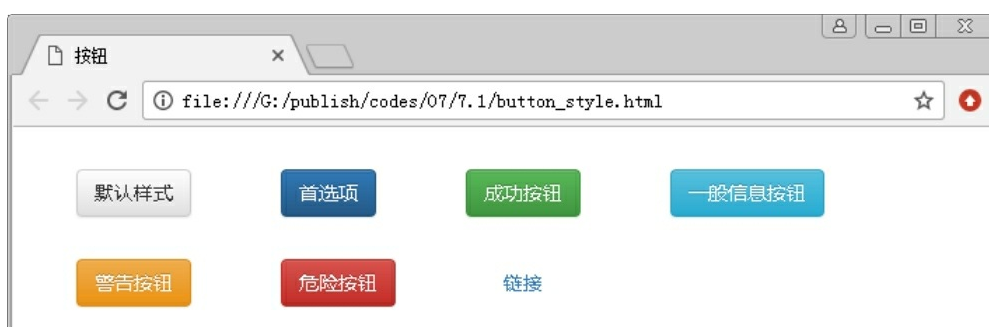 按钮
file:///G:/publish/codes/07/7.1/button_style.html
默认样式 首选项 成功按钮 一般信息按钮
警告按钮 危险按钮 链接